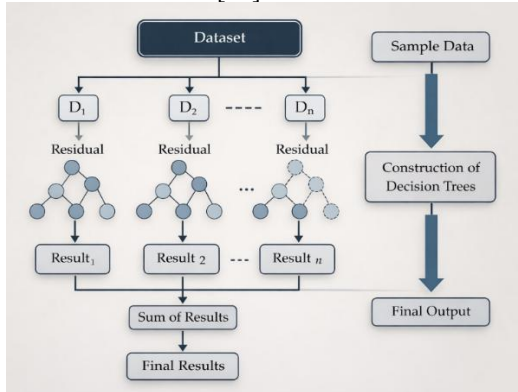 Dataset
Sample Data
D1
D2
Dn
Residual
Residual
Residual
Construction of
Decision Trees
Result1
Result 2
Result n
Sum of Results
Final Output
Final Results